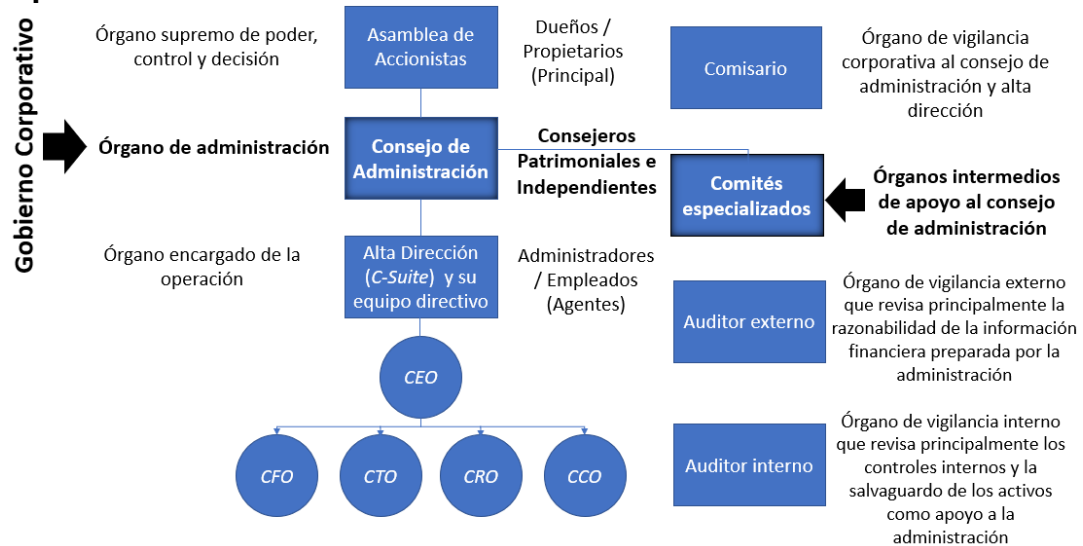 Gobierno Corporativo
Órgano supremo de poder,
control y decisión
Asamblea de
Accionistas
Dueños /
Propietarios
(Principal)
Comisario
Órgano de vigilancia
corporativa al consejo de
administración y alta
dirección
Órgano de administración
Consejo de
Administración
Consejeros
Patrimoniales e
Independientes
Comités
especializados
Órganos intermedios
de apoyo al consejo
de administración
Órgano encargado de la
operación
Alta Dirección
(C-Suite) y su
equipo directivo
Administradores
/ Empleados
(Agentes)
Auditor externo
Órgano de vigilancia externo
que revisa principalmente la
razonabilidad de la información
financiera preparada por la
administración
CEO
CFO
CTO
CRO
CCO
Auditor interno
Órgano de vigilancia interno
que revisa principalmente los
controles internos y la
salvaguardo de los activos
como apoyo a la
administración